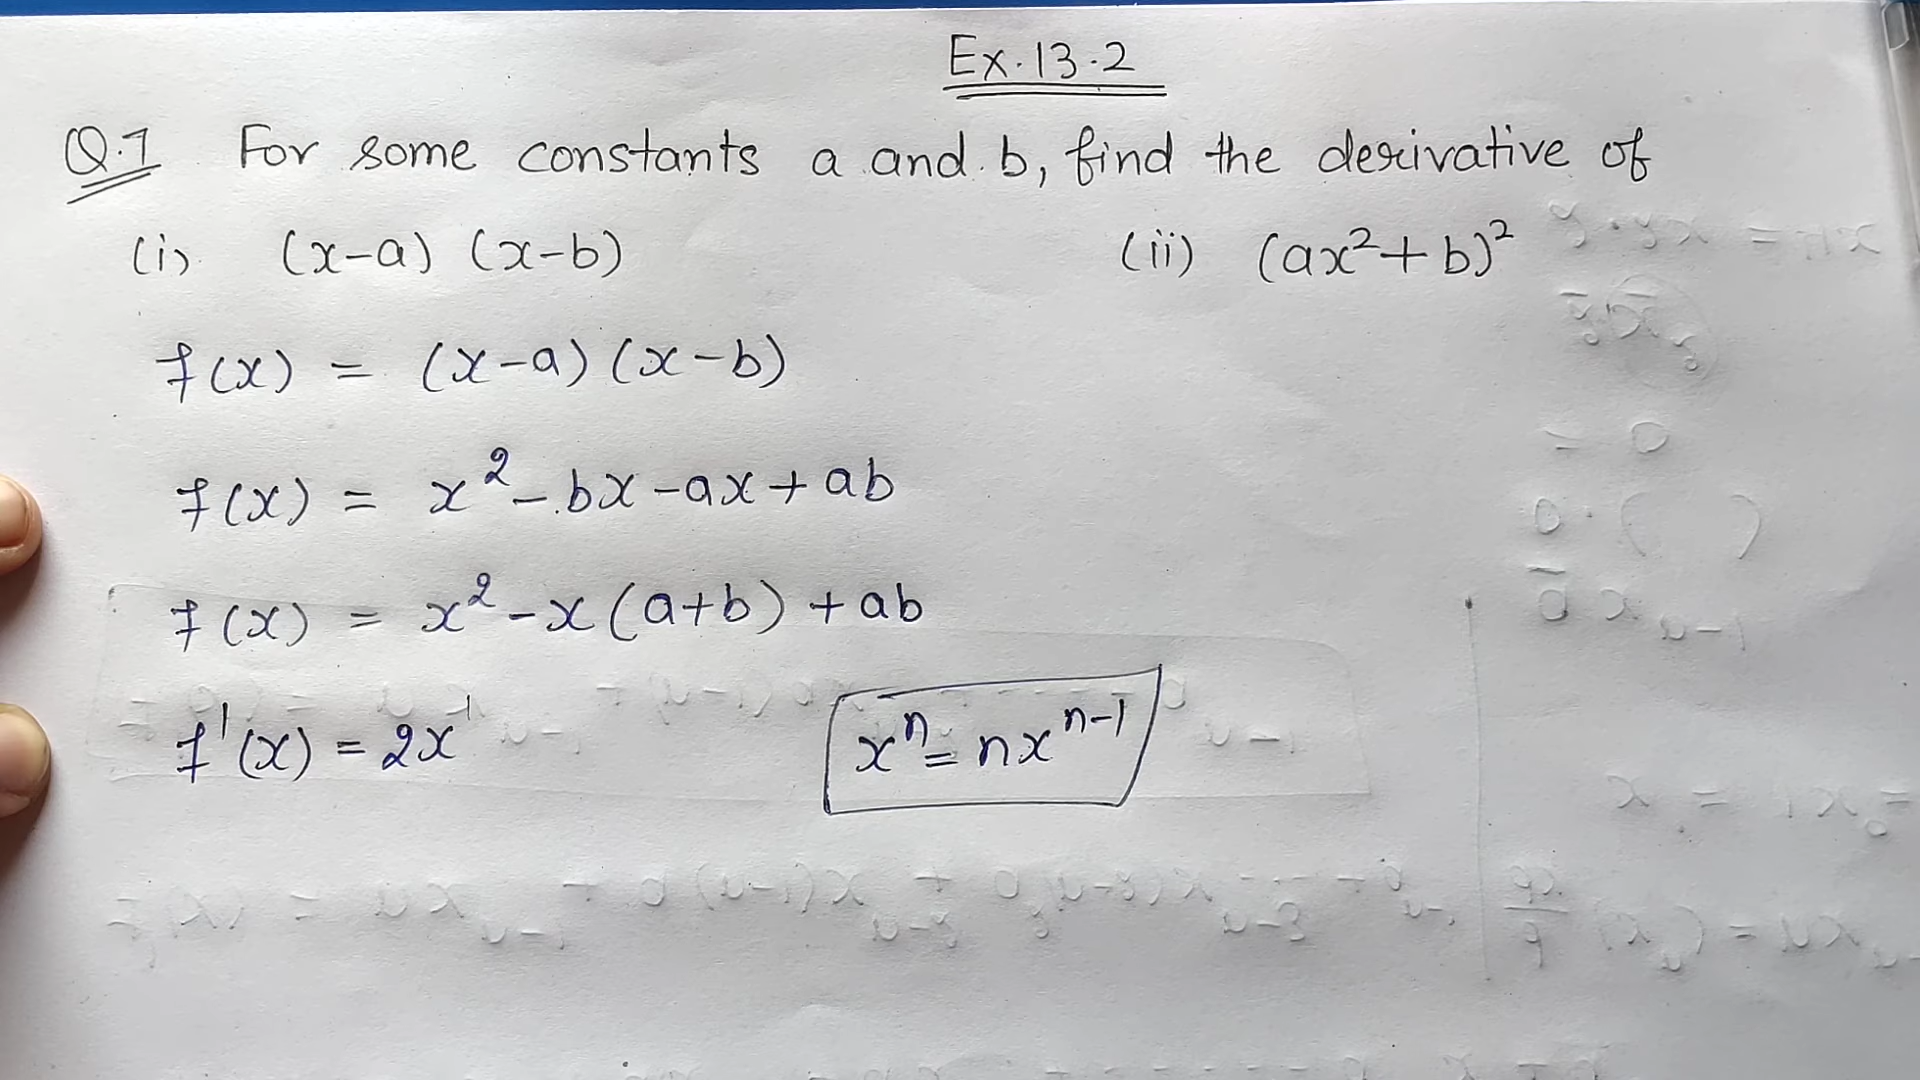 Ex. 13.2
Q.1 For some constants a and b, find the derivative of
(i) (x-a) (x-b) (ii) (ax²+b)²
f(x) = (x-a) (x-b)
f(x) = x² - bx - ax + ab
f(x) = x² - x (a+b) + ab
f'(x) = 2x¹ xⁿ = nxⁿ⁻¹